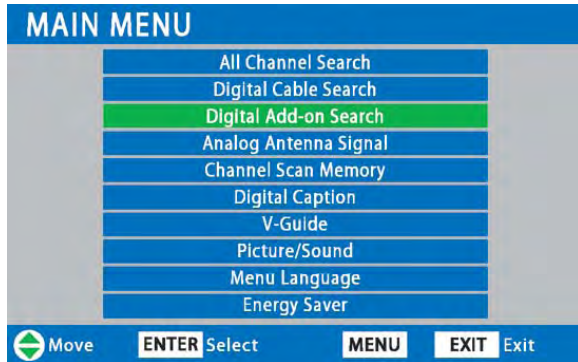 MAIN MENU
All Channel Search
Digital Cable Search
Digital Add-on Search
Analog Antenna Signal
Channel Scan Memory
Digital Caption
V-Guide
Picture/Sound
Menu Language
Energy Saver
Move ENTER Select MENU EXIT Exit